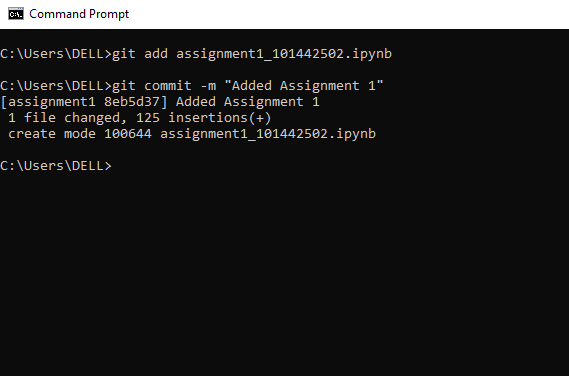 Command Prompt
C:\Users\DELL>git add assignment1_101442502.ipynb
C:\Users\DELL>git commit -m "Added Assignment 1"
[assignment1 8eb5d37] Added Assignment 1
 1 file changed, 125 insertions(+)
 create mode 100644 assignment1_101442502.ipynb
C:\Users\DELL>